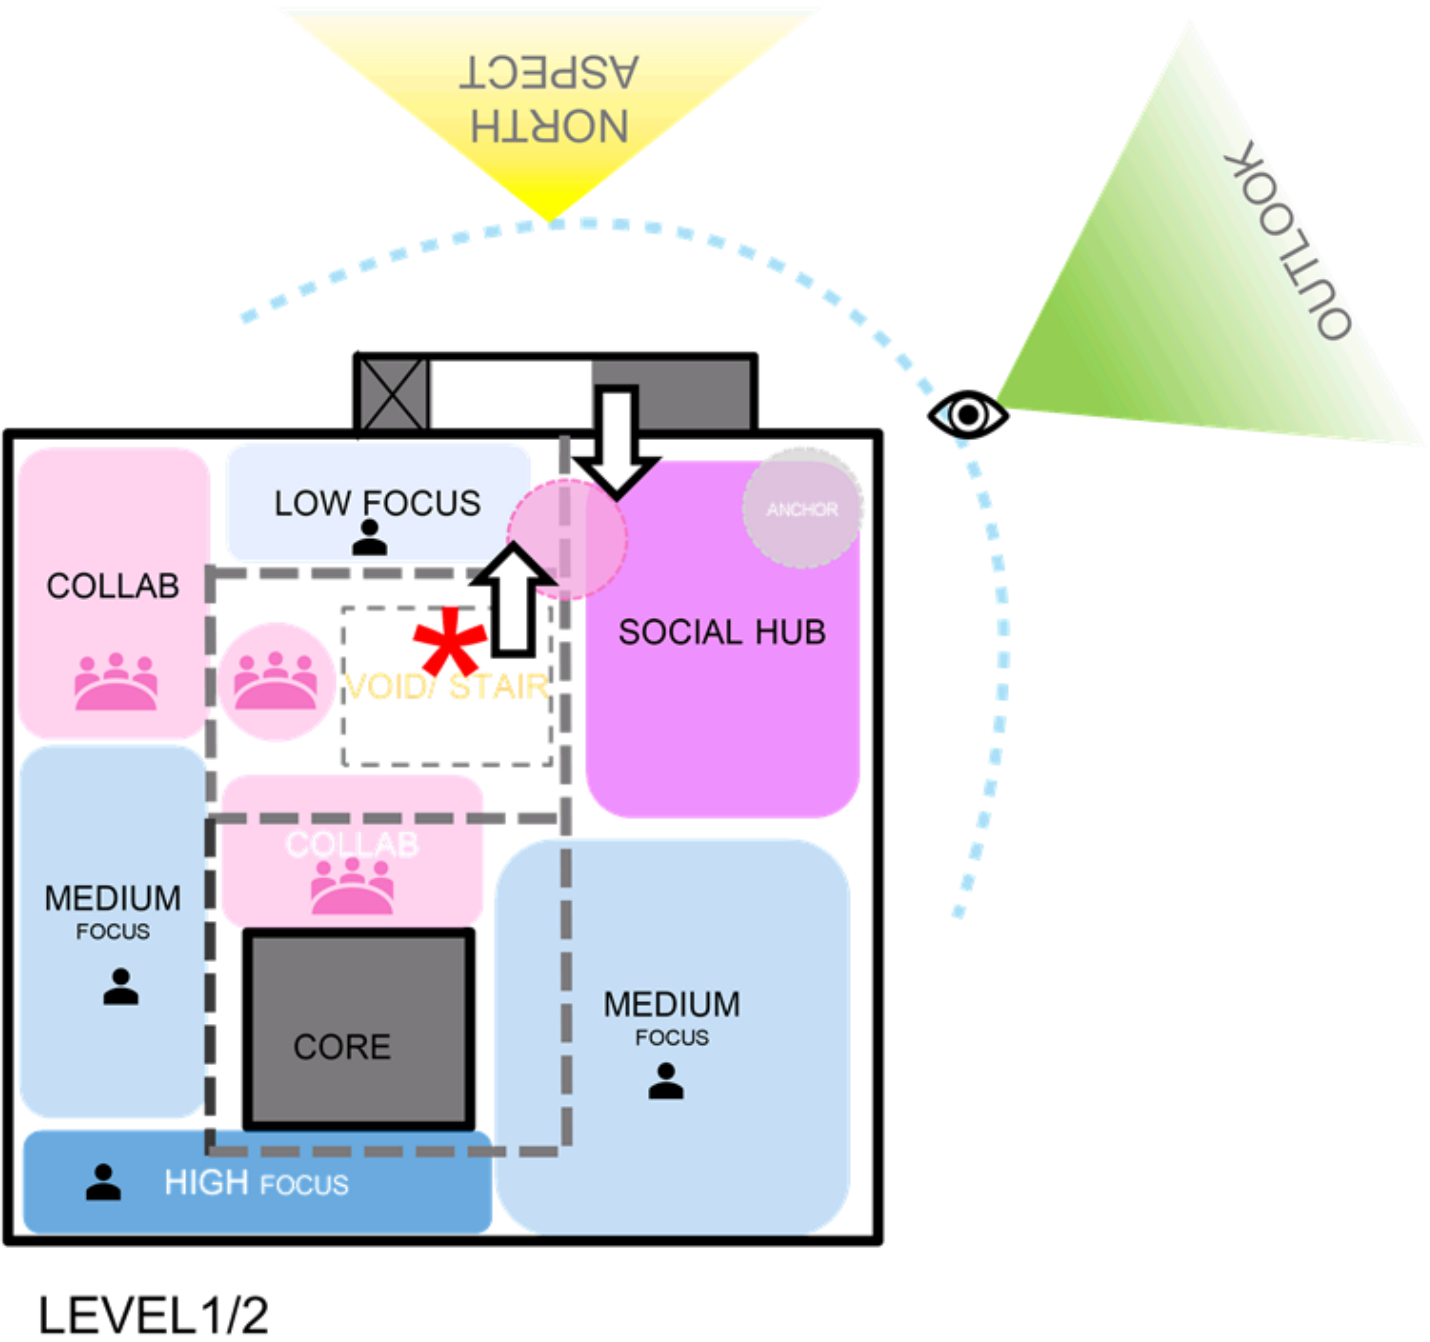 NORTH
ASPECT
OUTLOOK
LOW FOCUS
ANCHOR
COLLAB
SOCIAL HUB
VOID/ STAIR
COLLAB
MEDIUM
FOCUS
MEDIUM
FOCUS
CORE
HIGH FOCUS
LEVEL1/2